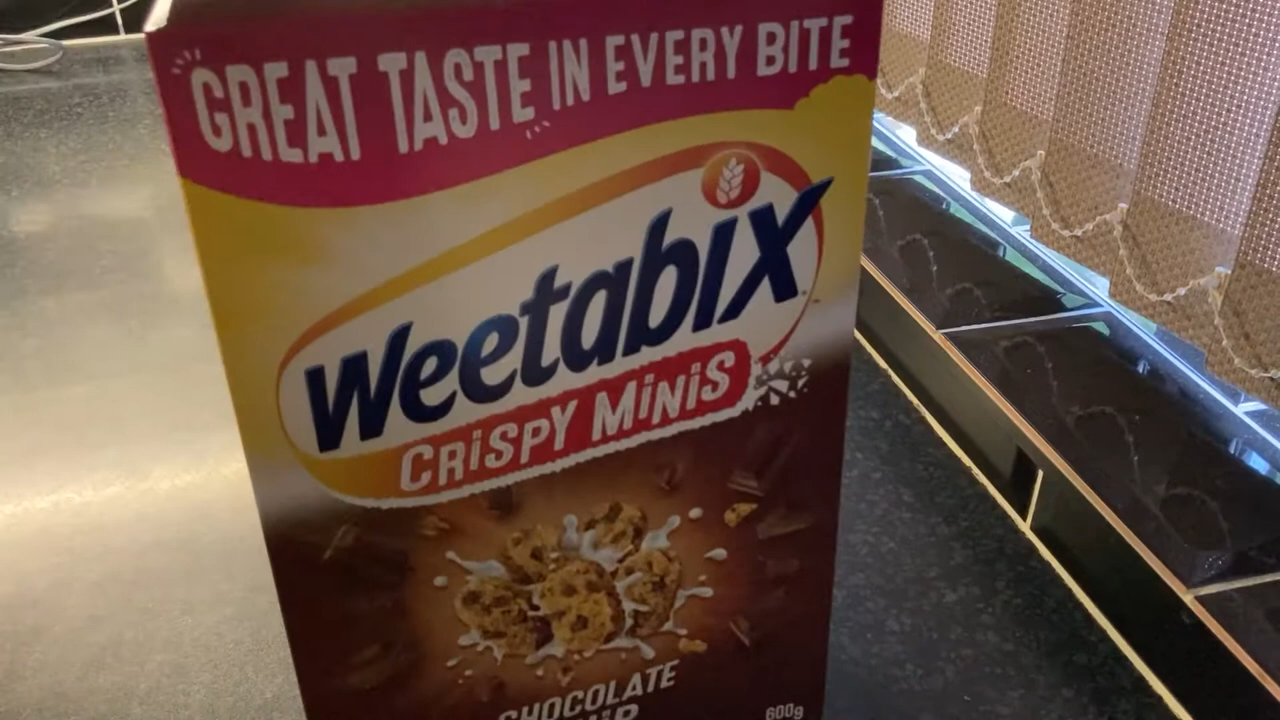 GREAT TASTE IN EVERY BITE
Weetabix
CRISPY MINIS
CHOCOLATE
600g